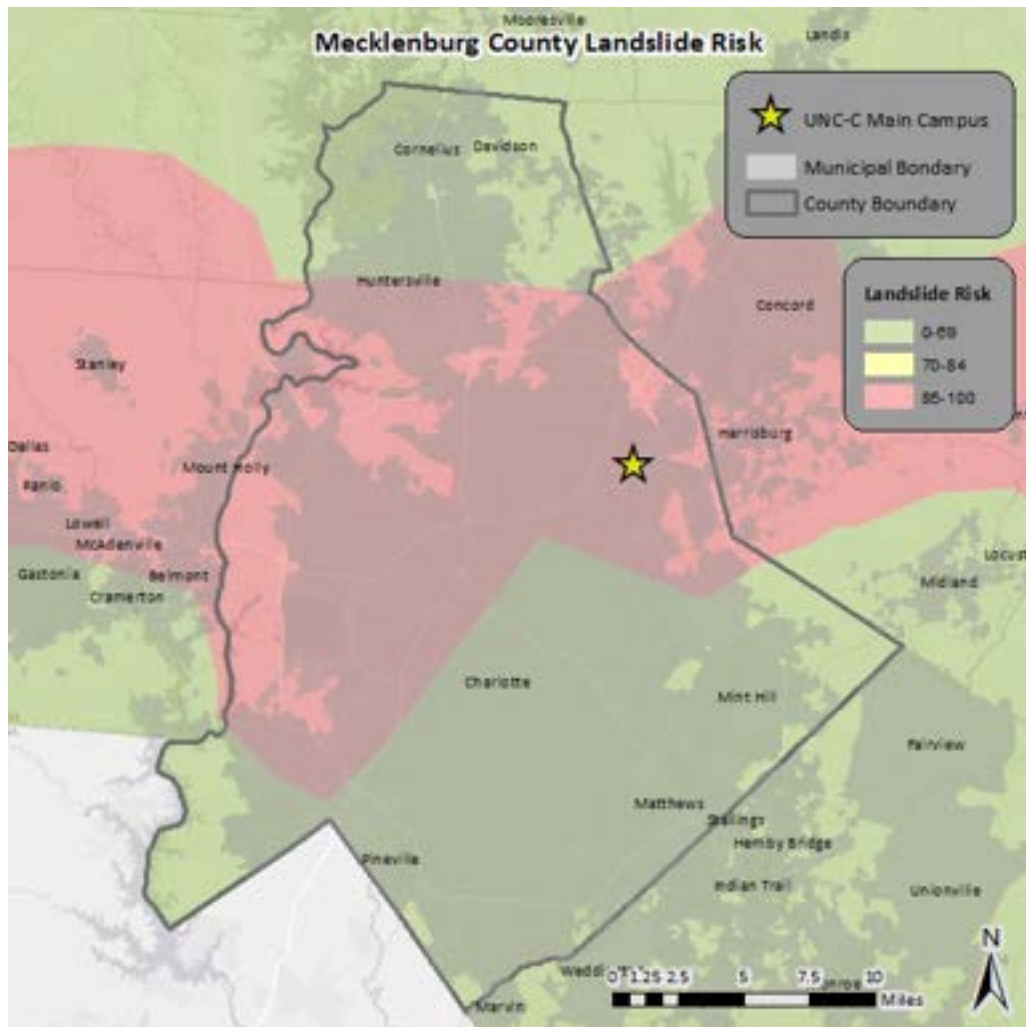 Mooresville
Landis
Mecklenburg County Landslide Risk
UNC-C Main Campus
Municipal Bondary
County Boundary
Cornelius
Davidson
Huntersville
Concord
Landslide Risk
0-69
70-84
85-100
Stanley
Harrisburg
Dallas
Mount Holly
Ranlo
Lowell
McAdenville
Gastonia
Belmont
Cramerton
Locust
Midland
Charlotte
Mint Hill
Fairview
Matthews
Stallings
Hemby Bridge
Pineville
Indian Trail
Unionville
N
0 1.25 2.5 5 7.5 10
Miles
Marvin